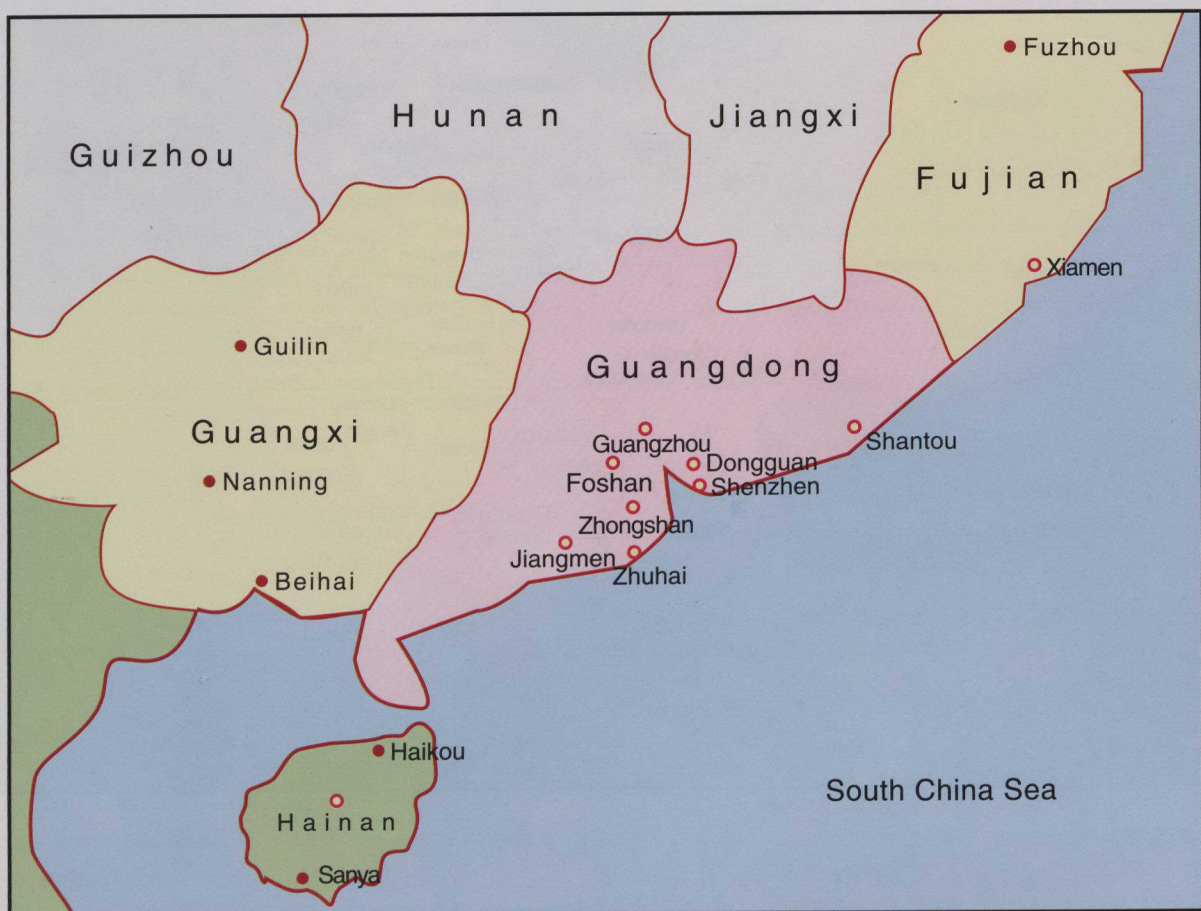 Fuzhou
Hunan
Jiangxi
Guizhou
Fujian
Xiamen
Guilin
Guangdong
Guangxi
Guangzhou
Shantou
Foshan
Dongguan
Nanning
Shenzhen
Zhongshan
Jiangmen
Zhuhai
Beihai
Haikou
South China Sea
Hainan
Sanya